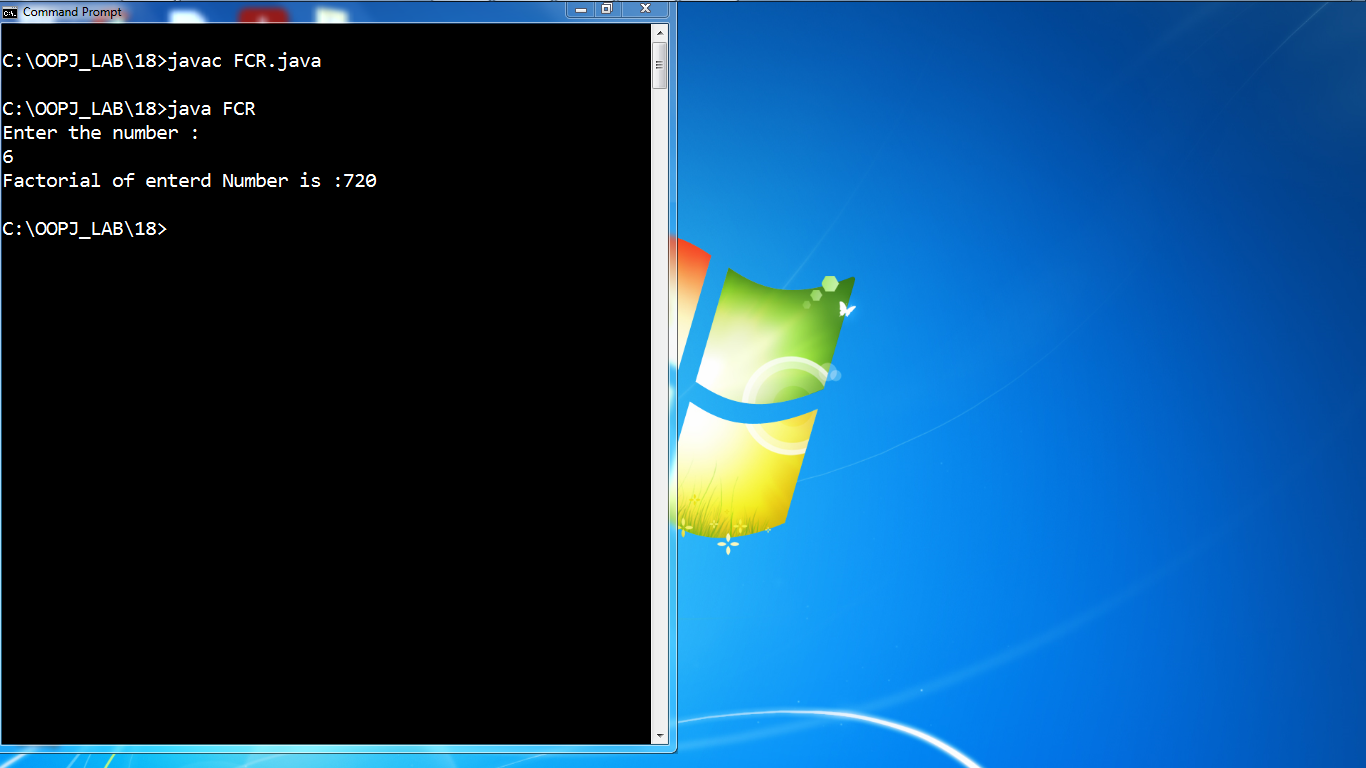 Command Prompt
C:\OOPJ_LAB\18>javac FCR.java
C:\OOPJ_LAB\18>java FCR
Enter the number :
6
Factorial of enterd Number is :720
C:\OOPJ_LAB\18>